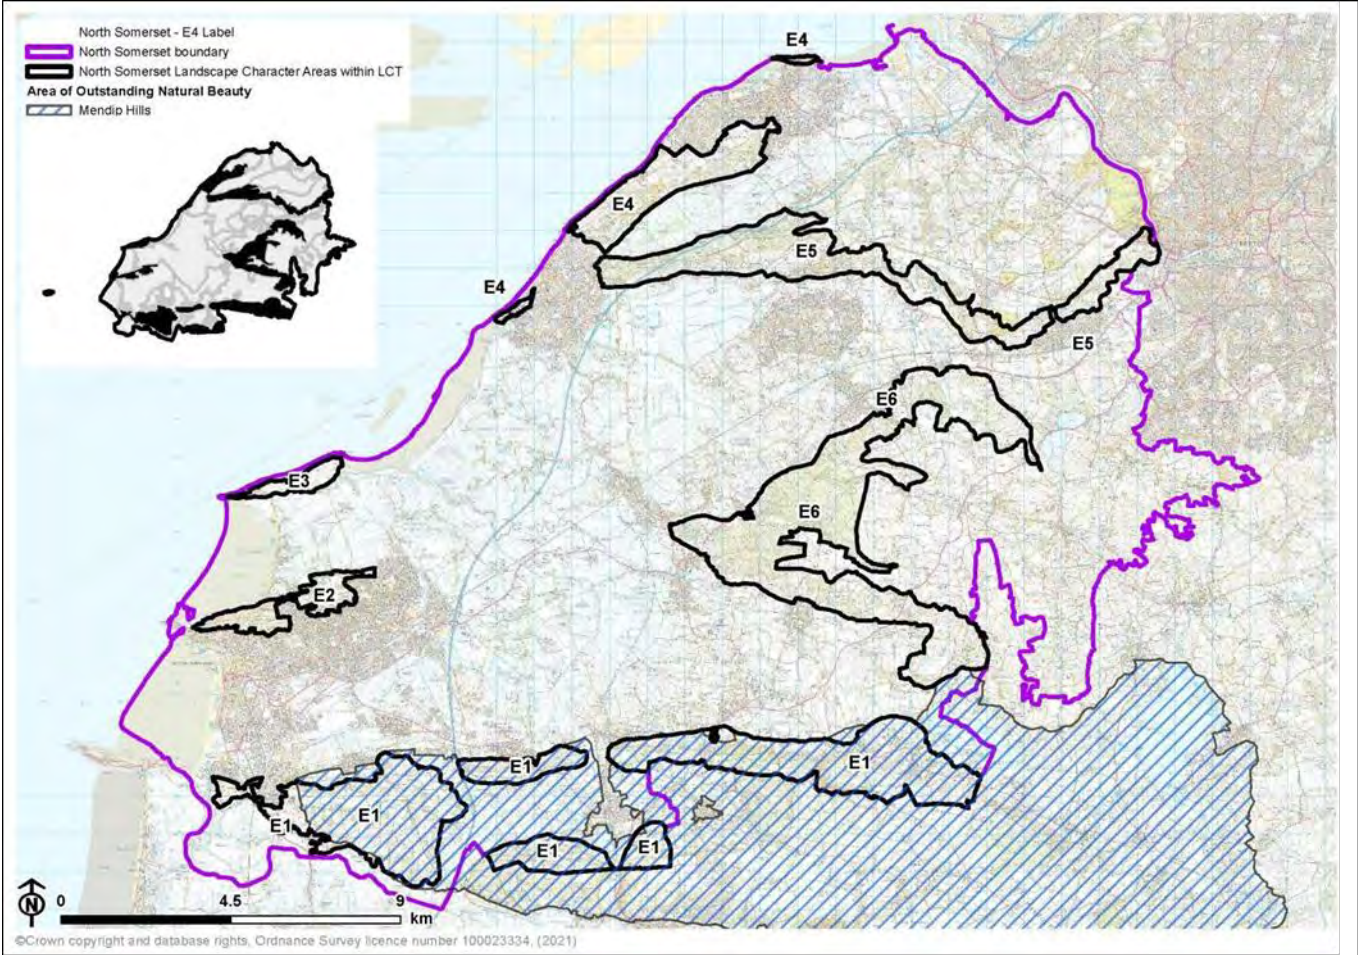 North Somerset - E4 Label
North Somerset boundary
North Somerset Landscape Character Areas within LCT
Area of Outstanding Natural Beauty
Mendip Hills
E4
E4
E5
E4
E5
E6
E3
E6
E2
E1
E1
E1
E1
E1
E1
N
0 4.5 9
km
©Crown copyright and database rights, Ordnance Survey licence number 100023334, (2021)